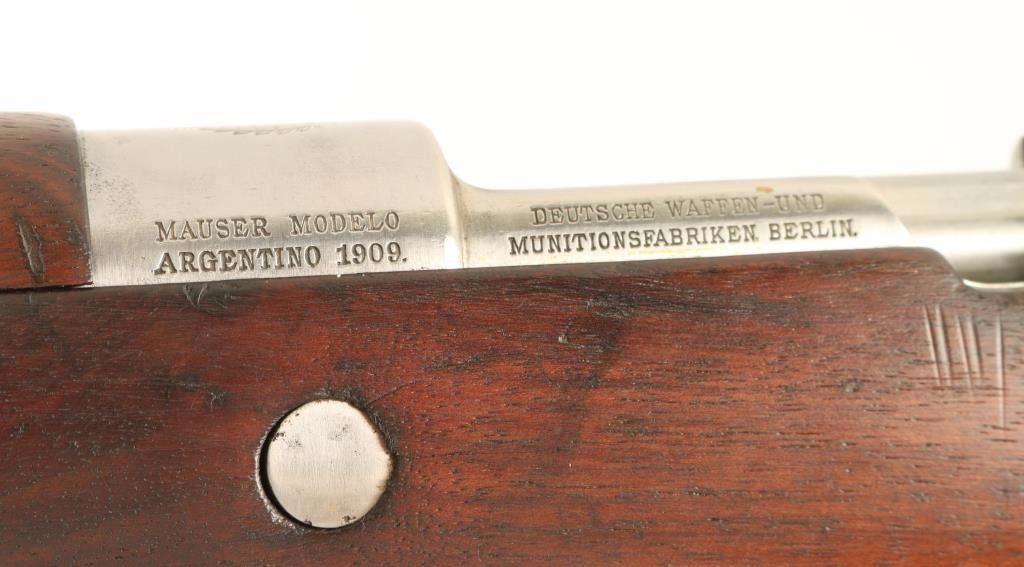 MAUSER MODELO
ARGENTINO 1909.
DEUTSCHE WAFFEN-UND
MUNITIONSFABRIKEN. BERLIN.